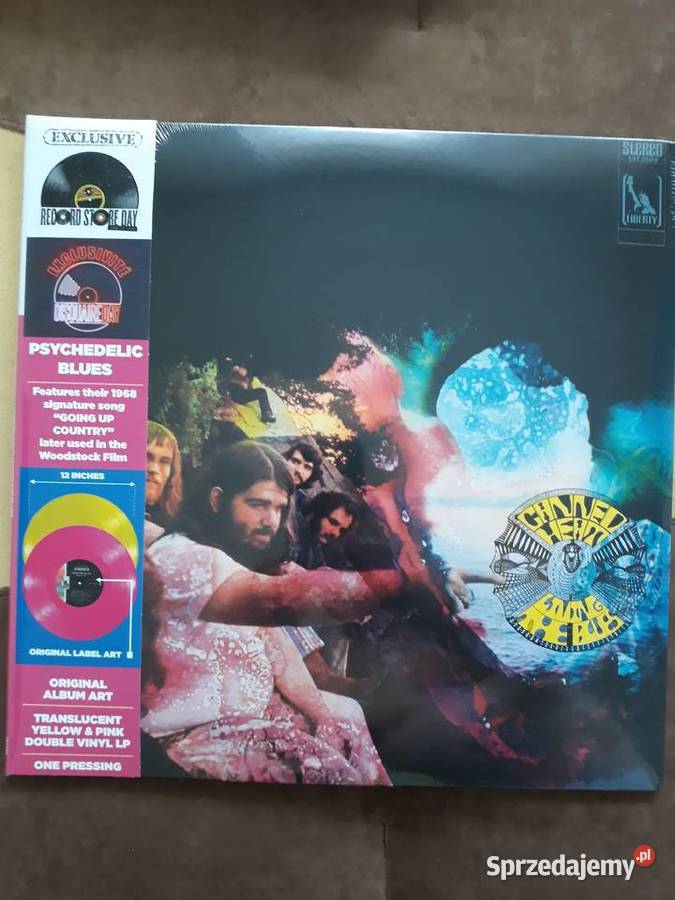 EXCLUSIVE
RECORD STORE DAY
EXCLUSIVITÉ
DISQUAIRE DAY
PSYCHEDELIC
BLUES
Features their 1968
signature song
"GOING UP
COUNTRY"
later used in the
Woodstock Film
12 INCHES
ORIGINAL LABEL ART
ORIGINAL
ALBUM ART
TRANSLUCENT
YELLOW & PINK
DOUBLE VINYL LP
ONE PRESSING
STEREO
LIBERTY
CANNED
HEAT
LIVING
THE BLUES
Sprzedajemy.pl